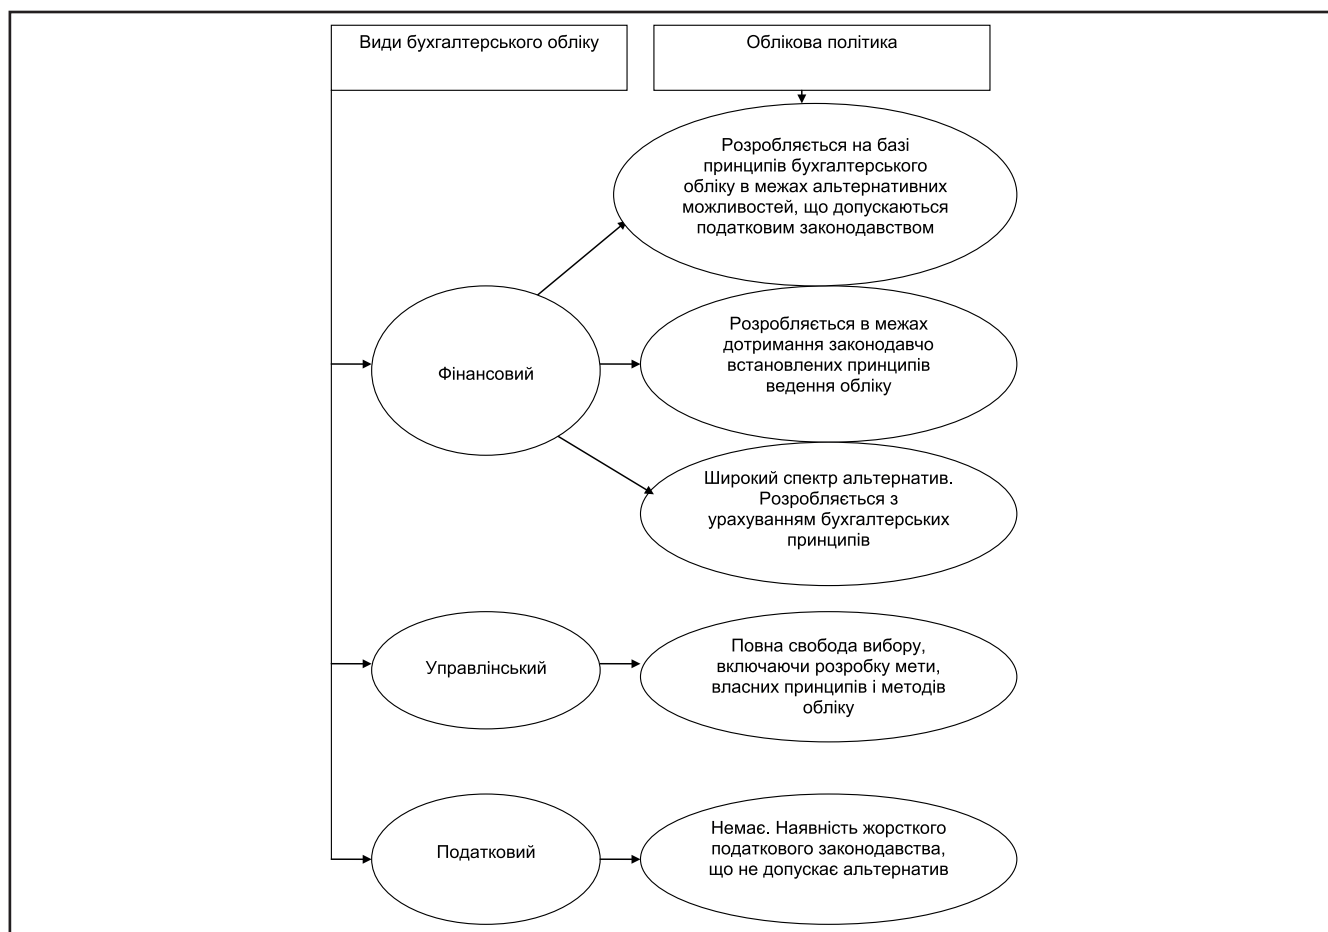 Види бухгалтерського обліку
Облікова політика
Розробляється на базі
принципів бухгалтерського
обліку в межах альтернативних
можливостей, що допускаються
податковим законодавством
Фінансовий
Розробляється в межах
дотримання законодавчо
встановлених принципів
ведення обліку
Широкий спектр альтернатив.
Розробляється з
урахуванням бухгалтерських
принципів
Управлінський
Повна свобода вибору,
включаючи розробку мети,
власних принципів і методів
обліку
Податковий
Немає. Наявність жорсткого
податкового законодавства,
що не допускає альтернатив